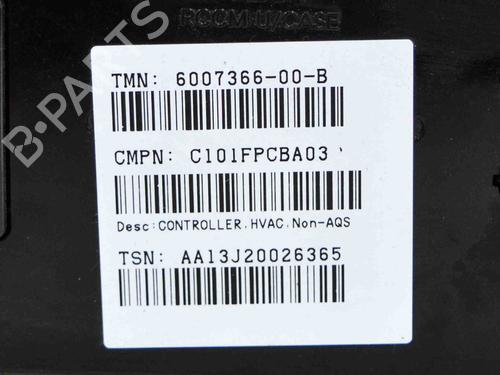 ROOM U/CASE
TMN: 6007366-00-B
CMPN: C101FPCBA03
Desc:CONTROLLER.HVAC.Non-AQS
TSN: AA13J20026365
B-PARTS